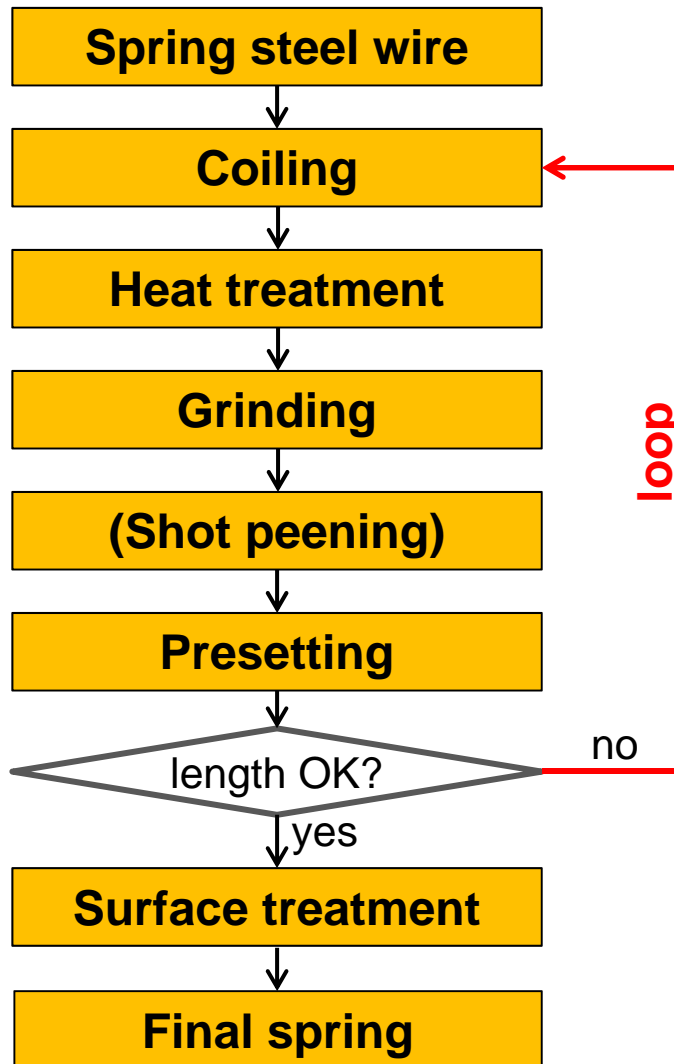 Spring steel wire
Coiling
Heat treatment
Grinding
loop
(Shot peening)
Presetting
no
length OK?
yes
Surface treatment
Final spring